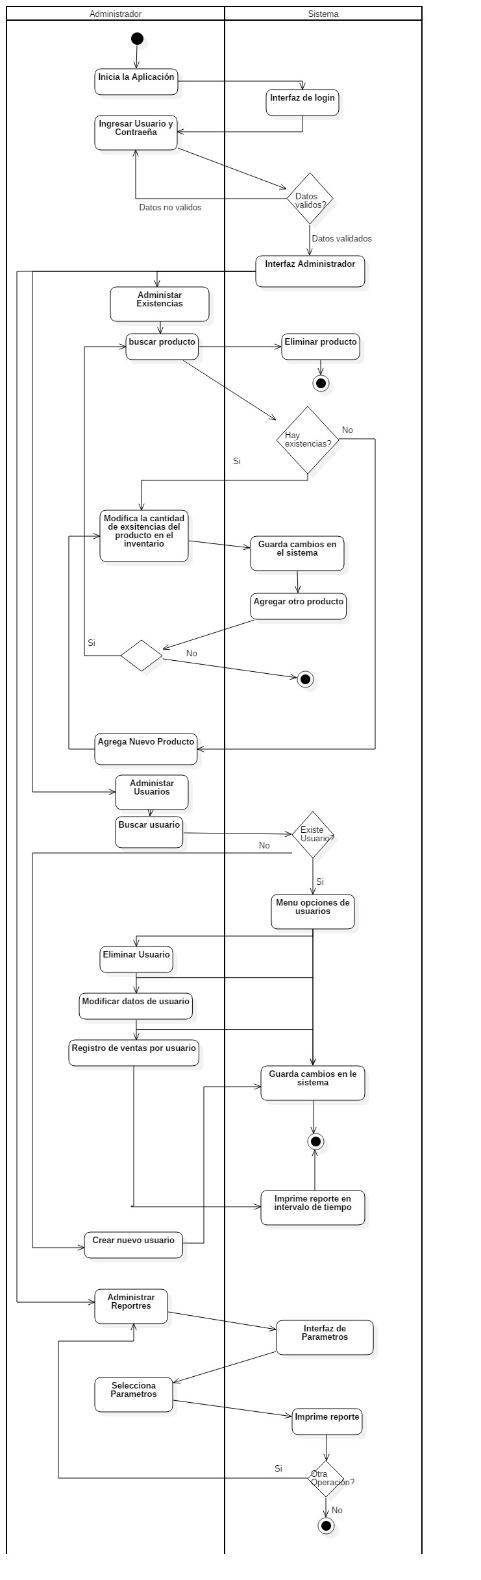 Administrador
Sistema
Inicia la Aplicación
Interfaz de login
Ingresar Usuario y
Contraeña
Datos
validos?
Datos no validos
Datos validados
Interfaz Administrador
Administar
Existencias
buscar producto
Eliminar producto
Hay
existencias?
No
Si
Modifica la cantidad
de exsitencias del
producto en el
inventario
Guarda cambios en
el sistema
Agregar otro producto
Si
No
Agrega Nuevo Producto
Administar
Usuarios
Buscar usuario
Existe
Usuario?
No
Si
Menu opciones de
usuarios
Eliminar Usuario
Modificar datos de usuario
Registro de ventas por usuario
Guarda cambios en le
sistema
Imprime reporte en
intervalo de tiempo
Crear nuevo usuario
Administrar
Reportres
Interfaz de
Parametros
Selecciona
Parametros
Imprime reporte
Si
Otra
Operación?
No